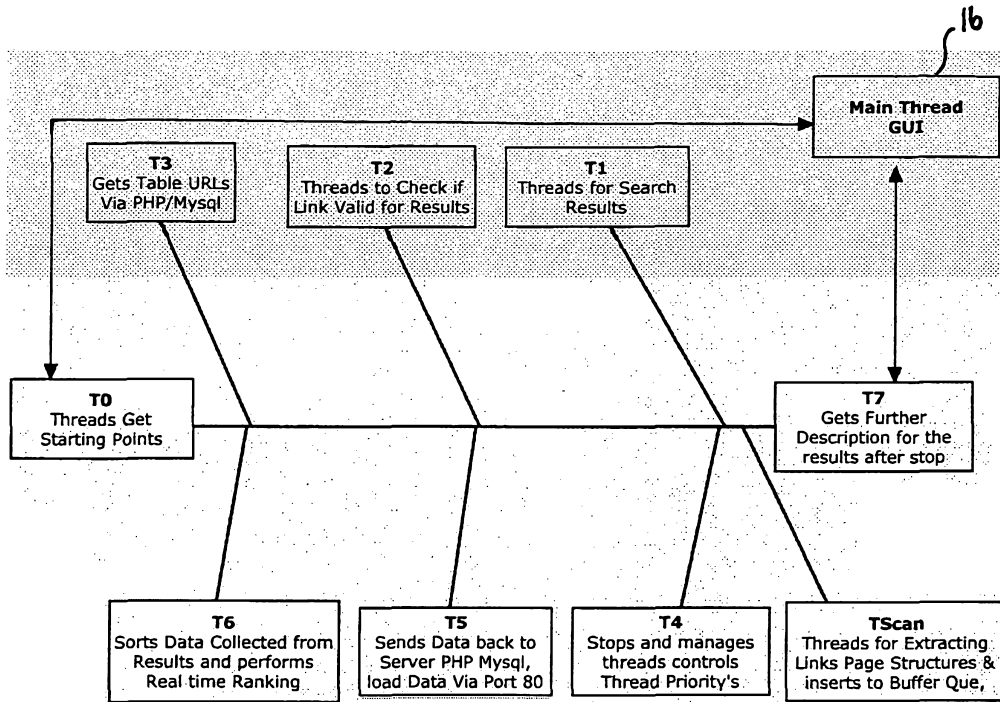 16
Main Thread
GUI
T3
Gets Table URLs
Via PHP/Mysql
T2
Threads to Check if
Link Valid for Results
T1
Threads for Search
Results
T0
Threads Get
Starting Points
T7
Gets Further
Description for the
results after stop
T6
Sorts Data Collected from
Results and performs
Real time Ranking
T5
Sends Data back to
Server PHP Mysql,
load Data Via Port 80
T4
Stops and manages
threads controls
Thread Priority's
TScan
Threads for Extracting
Links Page Structures &
inserts to Buffer Que,